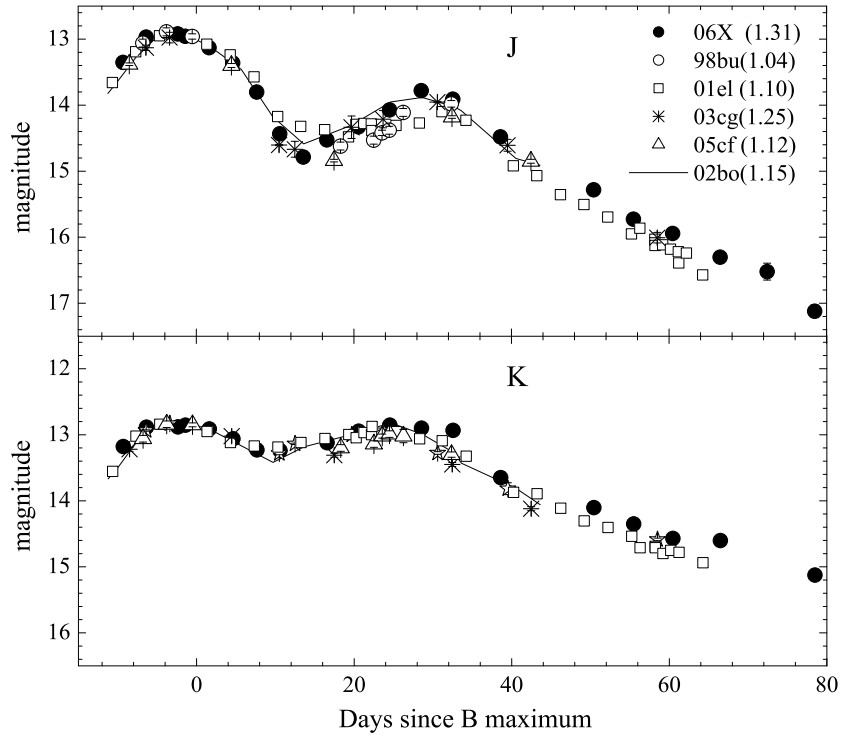 J
06X (1.31)
98bu(1.04)
01el (1.10)
03cg(1.25)
05cf (1.12)
02bo(1.15)
13
14
15
16
17
magnitude
K
12
13
14
15
16
magnitude
0 20 40 60 80
Days since B maximum